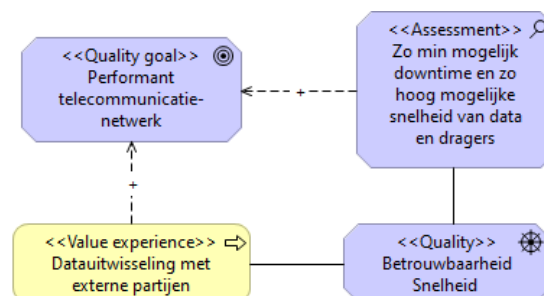 <<Quality goal>>
Performant
telecommunicatie-
netwerk
<<Assessment>>
Zo min mogelijk
downtime en zo
hoog mogelijke
snelheid van data
en dragers
+
+
<<Value experience>>
Datauitwisseling met
externe partijen
<<Quality>>
Betrouwbaarheid
Snelheid